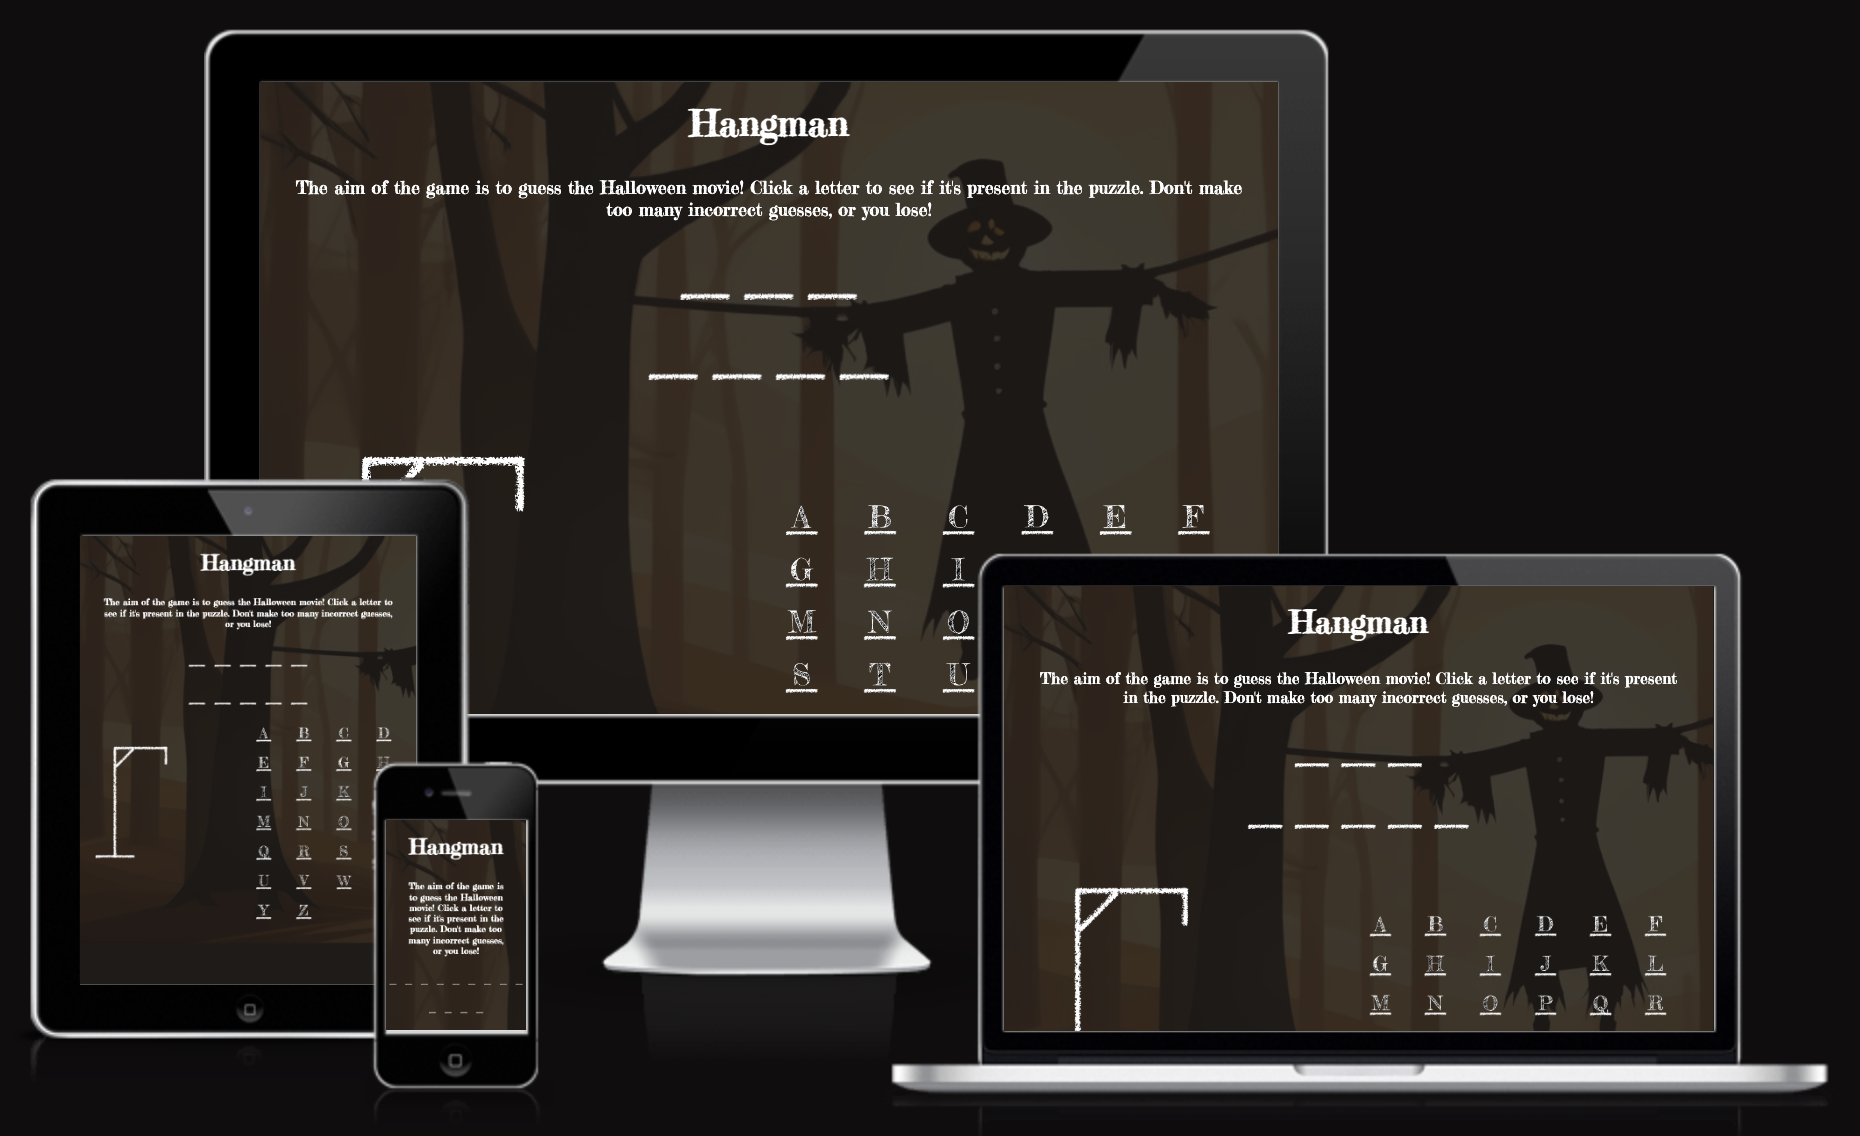 Hangman
The aim of the game is to guess the Halloween movie! Click a letter to see if it's present in the puzzle. Don't make
too many incorrect guesses, or you lose!
A B C D E F
G H I
M N O
S T U
Hangman
The aim of the game is to guess the Halloween movie! Click a letter to
see if it's present in the puzzle. Don't make too many incorrect guesses,
or you lose!
A B C D
E F G H
I J K
M N O
Q R S
U V W
Y Z
Hangman
The aim of the game is
to guess the Halloween
movie! Click a letter to
see if it's present in the
puzzle. Don't make too
many incorrect guesses,
or you lose!
Hangman
The aim of the game is to guess the Halloween movie! Click a letter to see if it's present
in the puzzle. Don't make too many incorrect guesses, or you lose!
A B C D E F
G H I J K L
M N O P Q R